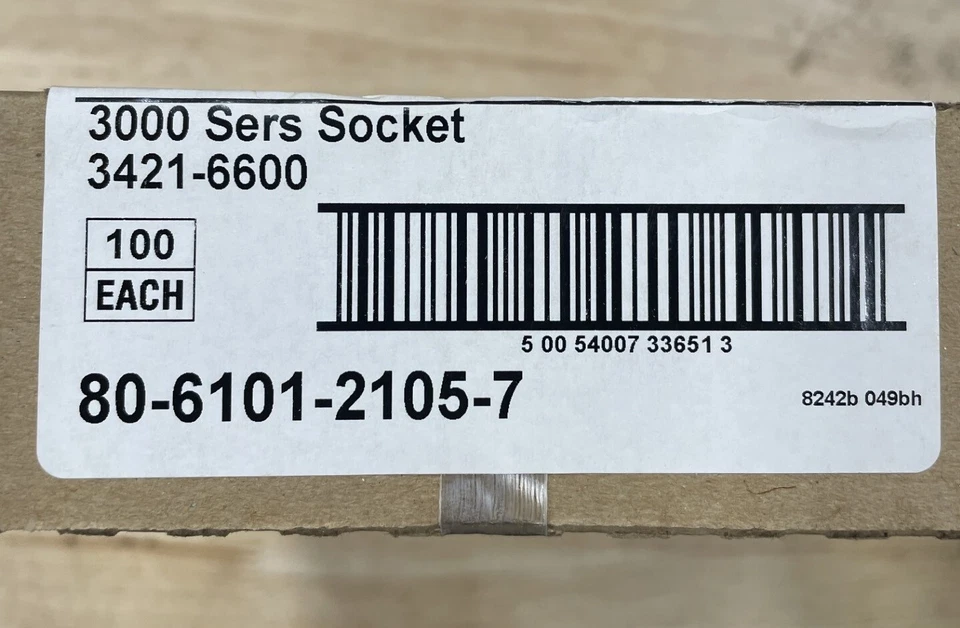 3000 Sers Socket
3421-6600
100
EACH
5 00 54007 33651 3
80-6101-2105-7
8242b 049bh